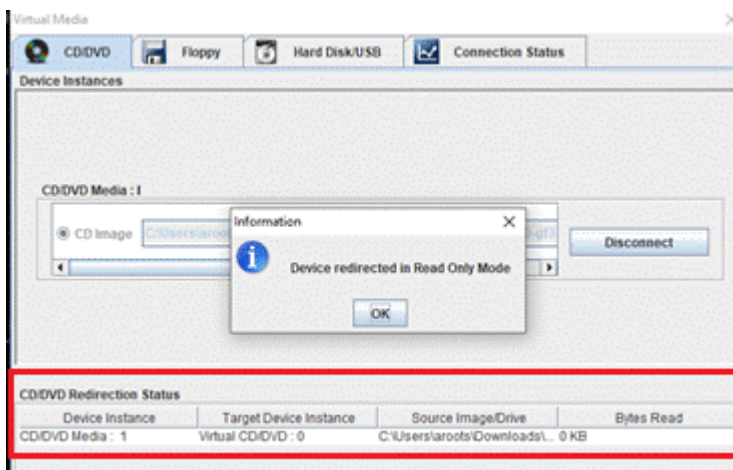 Virtual Media
CD/DVD Floppy Hard Disk/USB Connection Status
Device Instances
CD/DVD Media : I
CD Image C:\Users\aroot
Disconnect
Information
Device redirected in Read Only Mode
OK
CD/DVD Redirection Status
Device Instance Target Device Instance Source Image/Drive Bytes Read
CD/DVD Media : 1 Virtual CD/DVD : 0 C:\Users\aroots\Downloads\... 0 KB